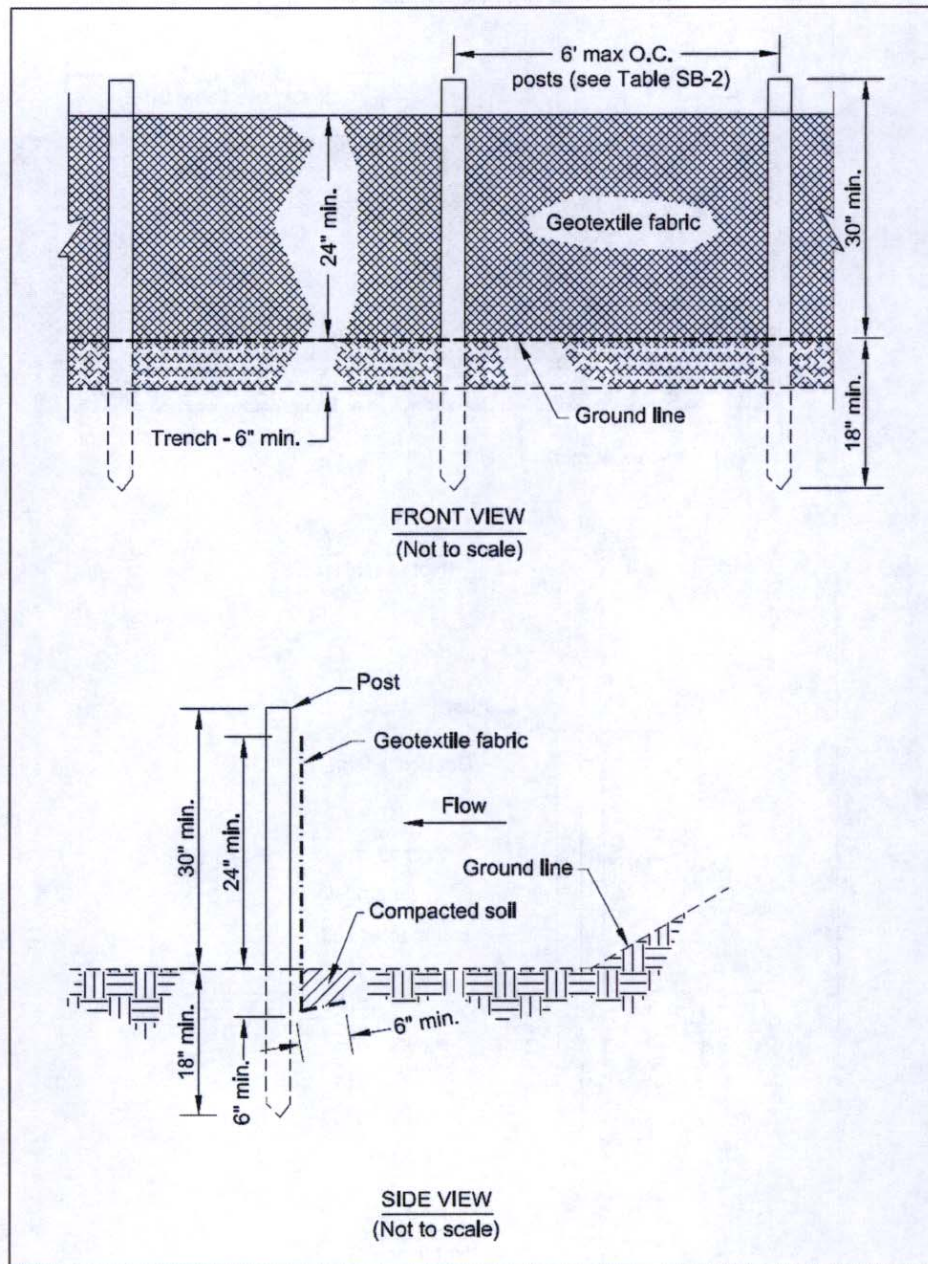 6' max O.C.
posts (see Table SB-2)
24" min.
Geotextile fabric
30" min.
Ground line
18" min.
Trench - 6" min.
FRONT VIEW
(Not to scale)
Post
Geotextile fabric
Flow
30" min.
24" min.
Ground line
Compacted soil
18" min.
6" min.
6" min.
SIDE VIEW
(Not to scale)